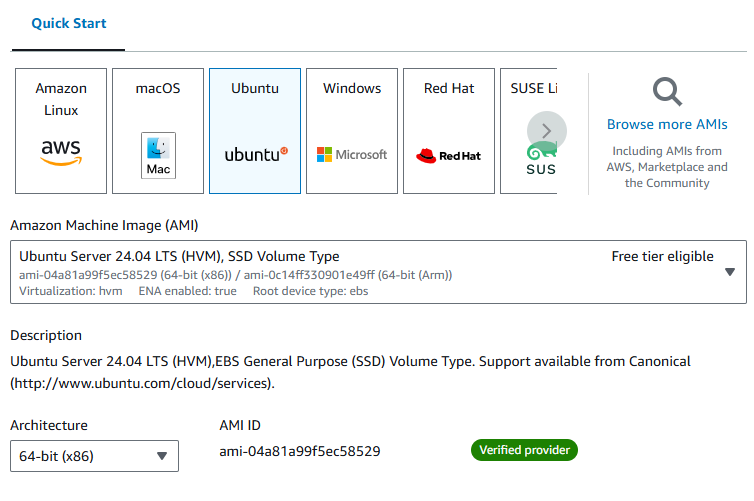 Quick Start
Amazon
Linux
aws
macOS
Mac
Ubuntu
ubuntu
Windows
Microsoft
Red Hat
Red Hat
SUSE Li
SUS
Browse more AMIs
Including AMIs from
AWS, Marketplace and
the Community
Amazon Machine Image (AMI)
Ubuntu Server 24.04 LTS (HVM), SSD Volume Type
Free tier eligible
ami-04a81a99f5ec58529 (64-bit (x86)) / ami-0c14ff330901e49ff (64-bit (Arm))
Virtualization: hvm ENA enabled: true Root device type: ebs
Description
Ubuntu Server 24.04 LTS (HVM),EBS General Purpose (SSD) Volume Type. Support available from Canonical
(http://www.ubuntu.com/cloud/services).
Architecture
AMI ID
64-bit (x86)
ami-04a81a99f5ec58529
Verified provider